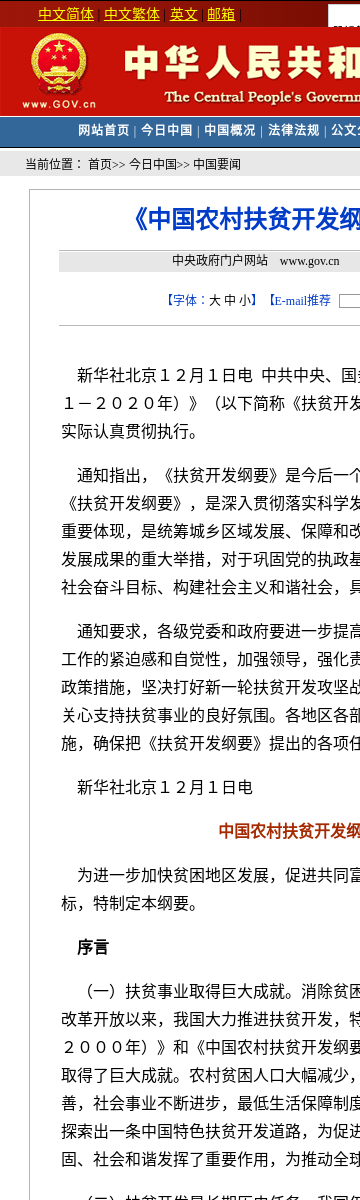 中文简体 | 中文繁体 | 英文 | 邮箱 |
中华人民共和
www.GOV.cn
The Central People's Governm
网站首页 | 今日中国 | 中国概况 | 法律法规 | 公文公
当前位置： 首页>> 今日中国>> 中国要闻
《中国农村扶贫开发纲
中央政府门户网站　www.gov.cn
【字体：大 中 小】【E-mail推荐
新华社北京１２月１日电 中共中央、国务
１－２０２０年）》（以下简称《扶贫开发
实际认真贯彻执行。
通知指出，《扶贫开发纲要》是今后一个
《扶贫开发纲要》，是深入贯彻落实科学发
重要体现，是统筹城乡区域发展、保障和改
发展成果的重大举措，对于巩固党的执政基
社会奋斗目标、构建社会主义和谐社会，具
通知要求，各级党委和政府要进一步提高
工作的紧迫感和自觉性，加强领导，强化责
政策措施，坚决打好新一轮扶贫开发攻坚战
关心支持扶贫事业的良好氛围。各地区各部
施，确保把《扶贫开发纲要》提出的各项任
新华社北京１２月１日电
中国农村扶贫开发纲
为进一步加快贫困地区发展，促进共同富
标，特制定本纲要。
序言
（一）扶贫事业取得巨大成就。消除贫困
改革开放以来，我国大力推进扶贫开发，特
２０００年）》和《中国农村扶贫开发纲要
取得了巨大成就。农村贫困人口大幅减少，
善，社会事业不断进步，最低生活保障制度
探索出一条中国特色扶贫开发道路，为促进
固、社会和谐发挥了重要作用，为推动全球